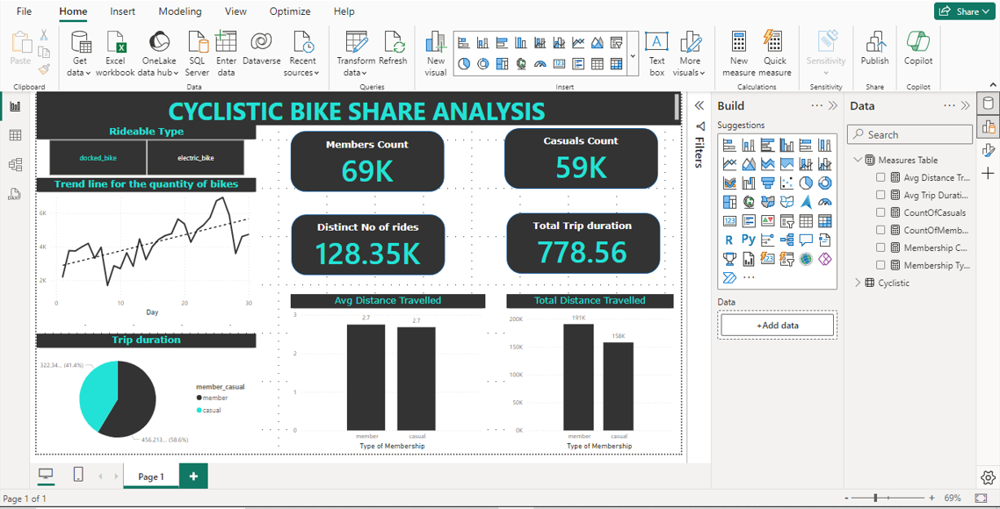 File Home Insert Modeling View Optimize Help Share
Paste
Get data
Excel workbook
OneLake data hub
SQL Server
Enter data
Dataverse
Recent sources
Transform data
Refresh
New visual
Text box
More visuals
New measure
Quick measure
Sensitivity
Publish
Copilot
Clipboard Data Queries Insert Calculations Sensitivity Share Copilot
CYCLISTIC BIKE SHARE ANALYSIS
Rideable Type
docked_bike electric_bike
Trend line for the quantity of bikes
6K
4K
2K
0 10 20 30
Day
Trip duration
322.34... (41.4%)
456.213... (58.6%)
member_casual
member
casual
Members Count
69K
Casuals Count
59K
Distinct No of rides
128.35K
Total Trip duration
778.56
Avg Distance Travelled
3
2
1
0
2.7 2.7
member casual
Type of Membership
Total Distance Travelled
200K
150K
100K
50K
0K
191K
158K
member casual
Type of Membership
Filters
Build
Suggestions
R Py
123
...
Data
+Add data
Data
Search
Measures Table
Avg Distance Tr...
Avg Trip Durati...
CountOfCasuals
CountOfMemb...
Membership C...
Membership Ty...
Cyclistic
Page 1
Page 1 of 1
69%